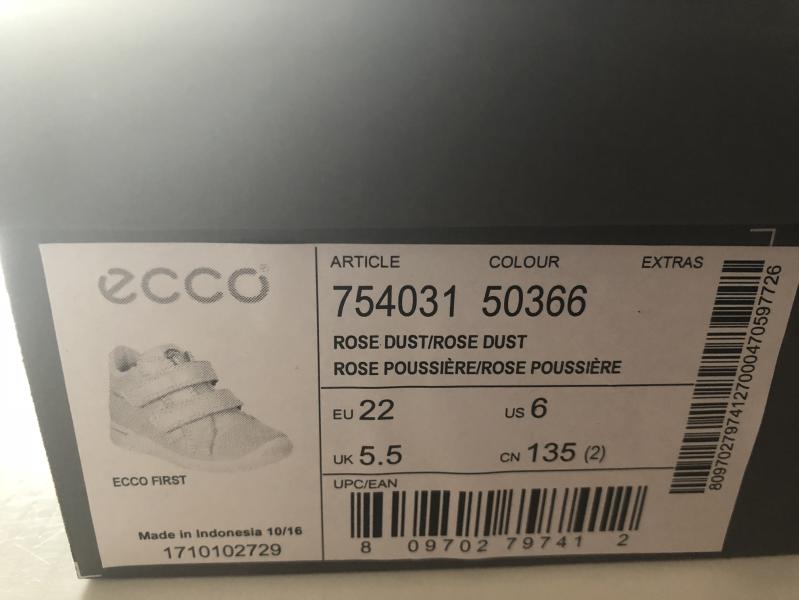 ecco®
ECCO FIRST
Made in Indonesia 10/16
1710102729
ARTICLE COLOUR EXTRAS
754031 50366
ROSE DUST/ROSE DUST
ROSE POUSSIÈRE/ROSE POUSSIÈRE
EU 22 US 6
UK 5.5 CN 135 (2)
UPC/EAN
8 09702 79741 2
8097027974127000470597726